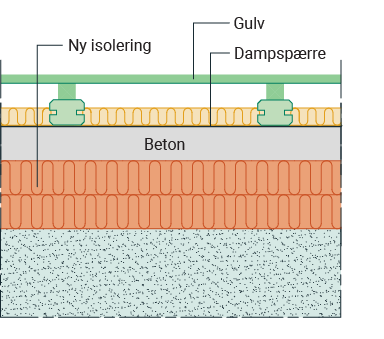 Gulv
Ny isolering
Dampspærre
Beton